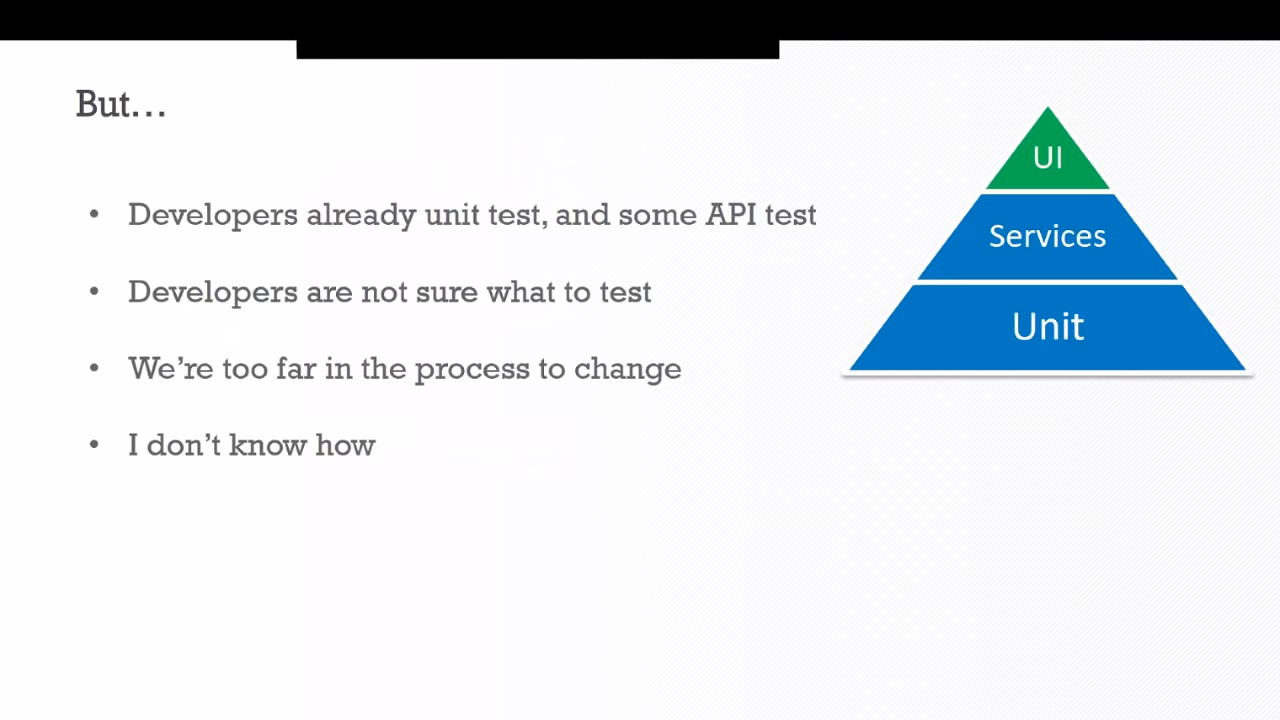 But…
• Developers already unit test, and some API test
• Developers are not sure what to test
• We’re too far in the process to change
• I don’t know how
UI
Services
Unit